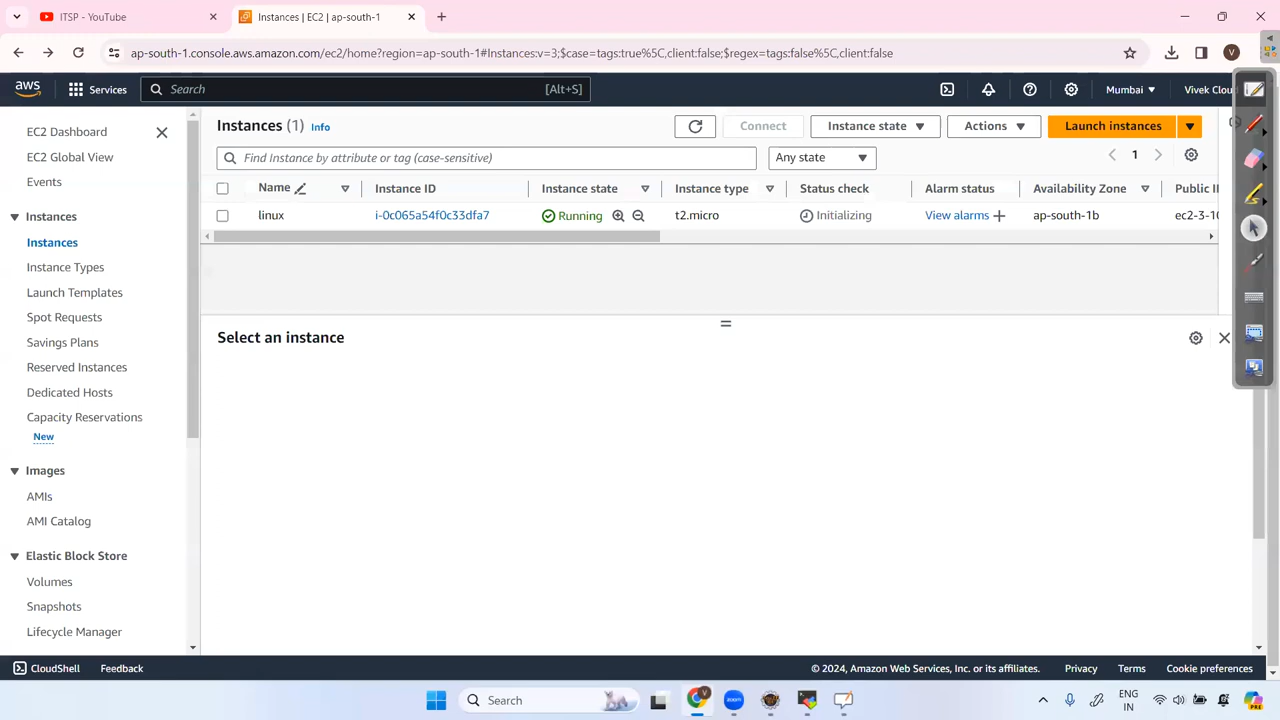 ITSP - YouTube
Instances | EC2 | ap-south-1
ap-south-1.console.aws.amazon.com/ec2/home?region=ap-south-1#Instances:v=3;$case=tags:true%5C,client:false;$regex=tags:false%5C,client:false
V
aws
Services
Search
[Alt+S]
Mumbai
Vivek Cloud
EC2 Dashboard
EC2 Global View
Events
Instances
Instances
Instance Types
Launch Templates
Spot Requests
Savings Plans
Reserved Instances
Dedicated Hosts
Capacity Reservations
New
Images
AMIs
AMI Catalog
Elastic Block Store
Volumes
Snapshots
Lifecycle Manager
Instances (1) Info
Connect
Instance state
Actions
Launch instances
Find Instance by attribute or tag (case-sensitive)
Any state
1
Name Instance ID Instance state Instance type Status check Alarm status Availability Zone Public I
linux i-0c065a54f0c33dfa7 Running t2.micro Initializing View alarms ap-south-1b ec2-3-10
Select an instance
CloudShell Feedback
© 2024, Amazon Web Services, Inc. or its affiliates. Privacy Terms Cookie preferences
Search
ENG
IN